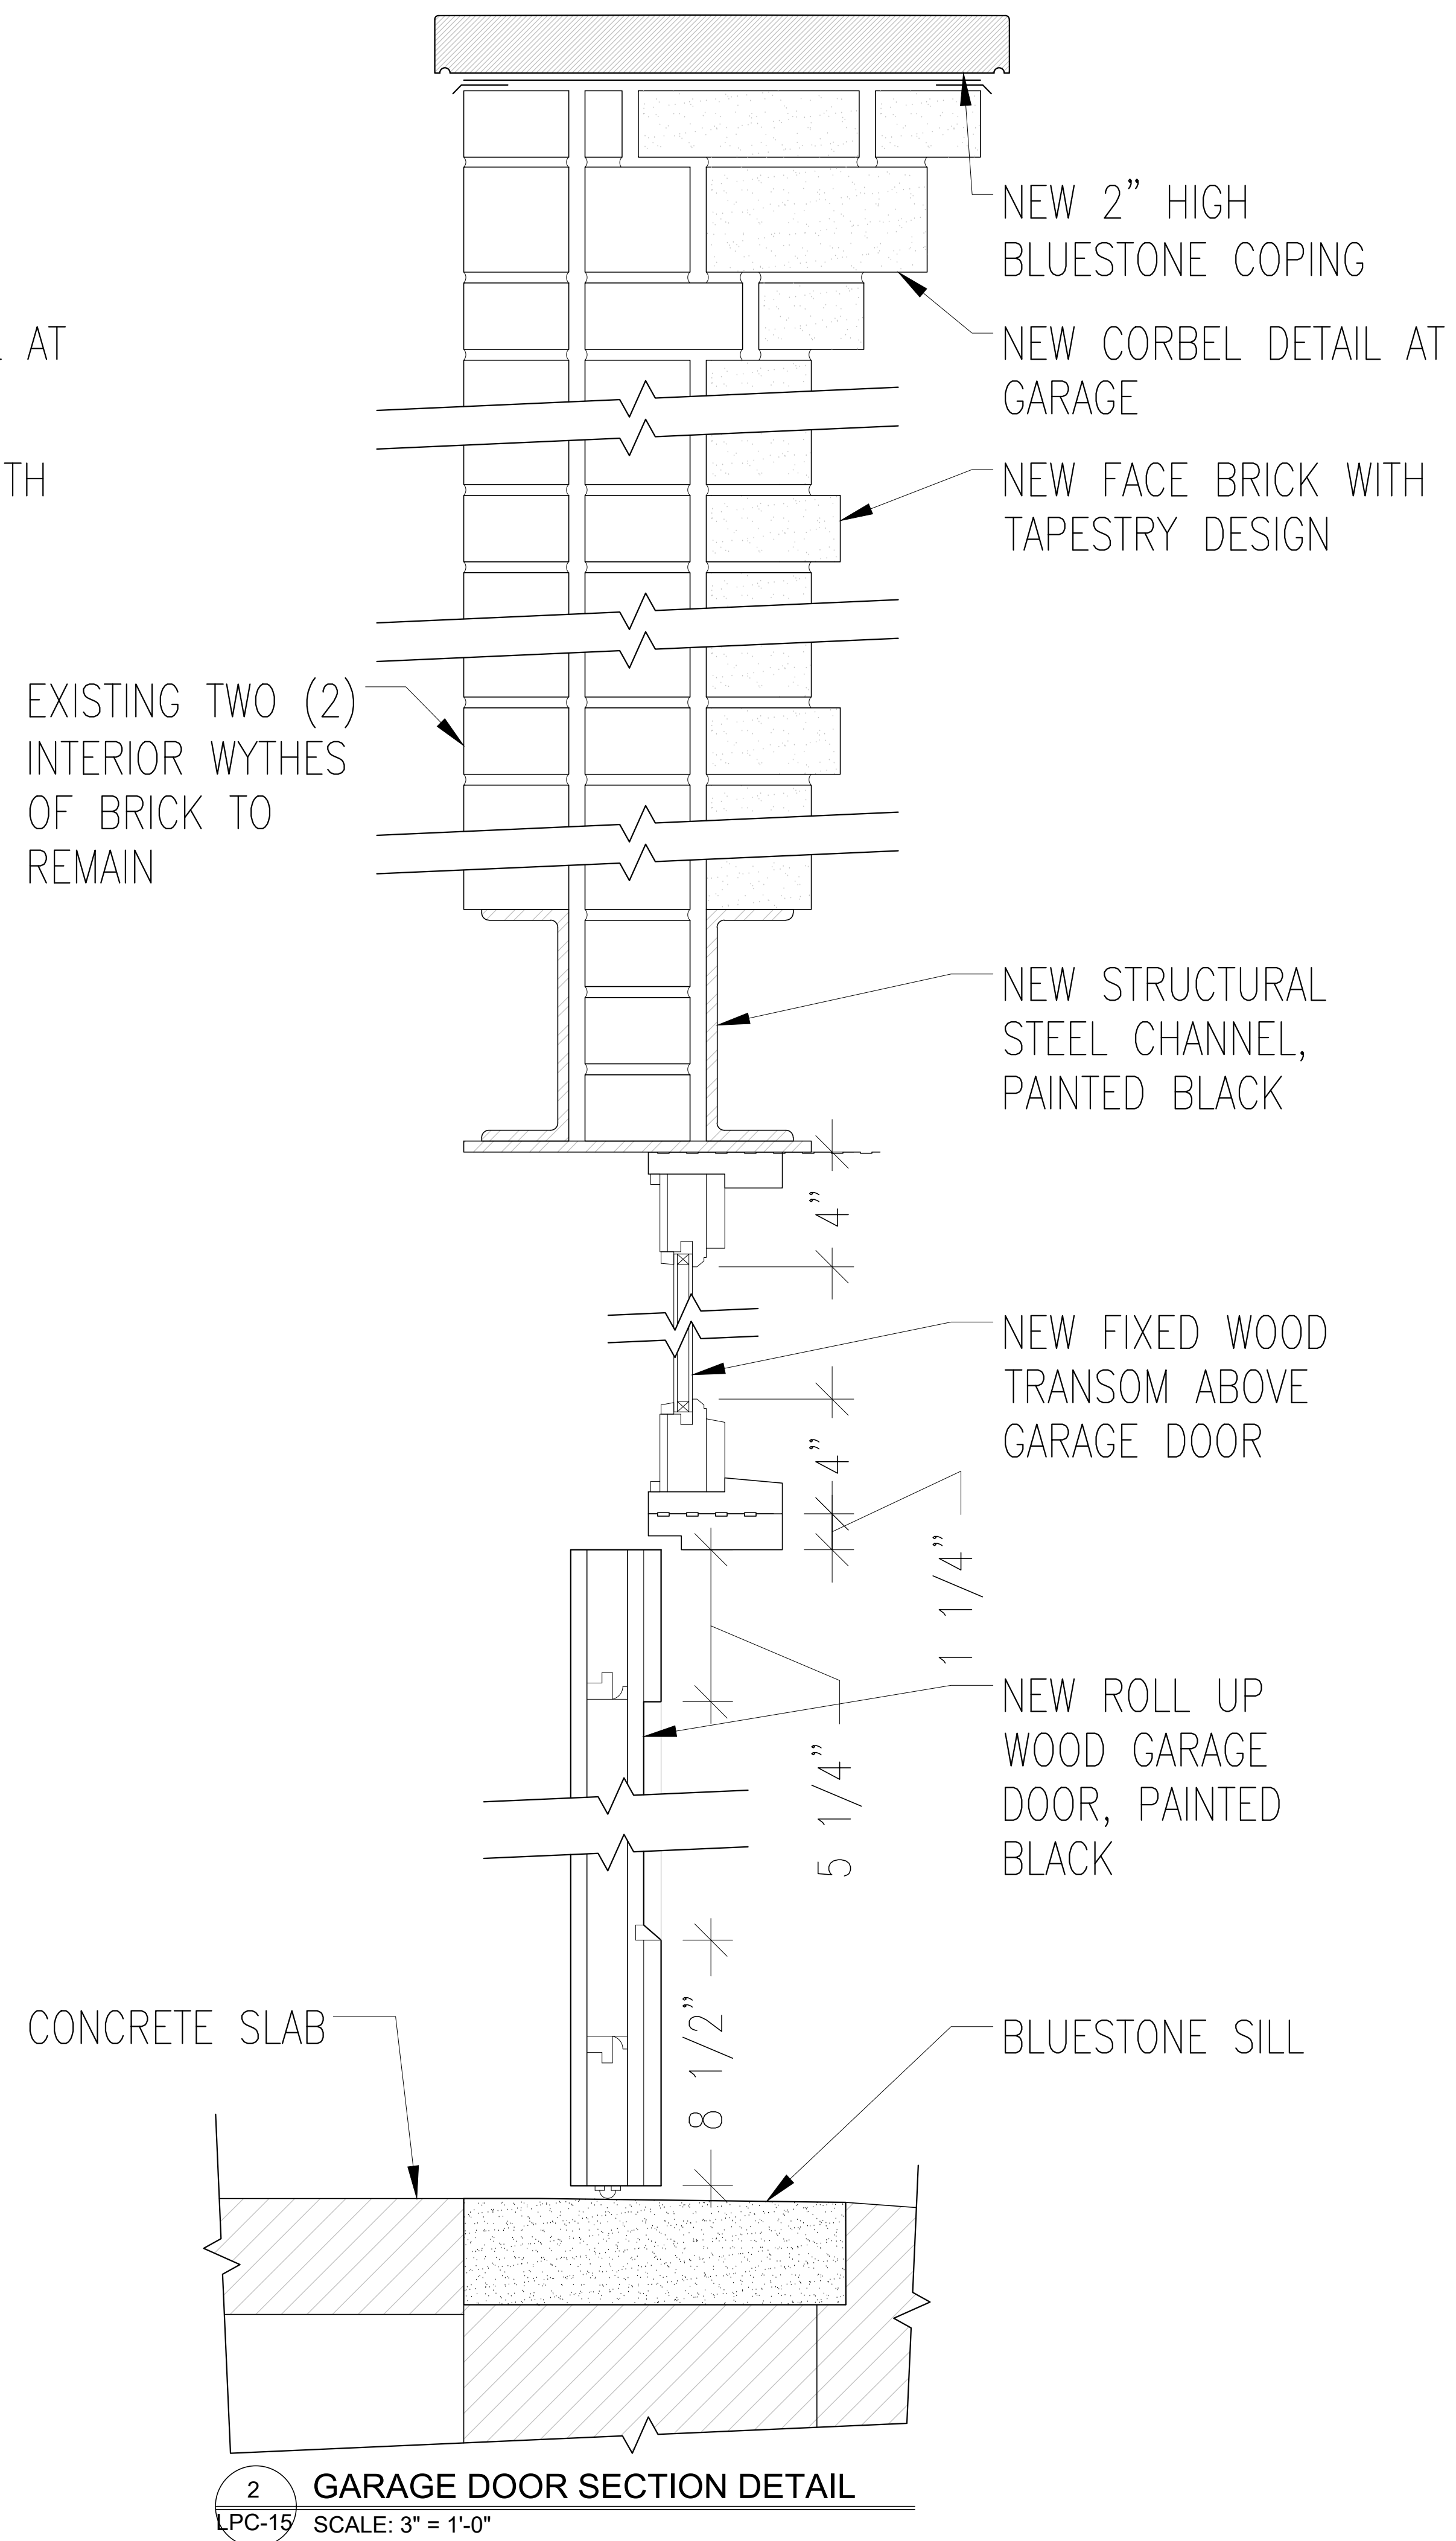 NEW 2” HIGH
BLUESTONE COPING
AT
NEW CORBEL DETAIL AT
GARAGE
TH
NEW FACE BRICK WITH
TAPESTRY DESIGN
EXISTING TWO (2)
INTERIOR WYTHES
OF BRICK TO
REMAIN
NEW STRUCTURAL
STEEL CHANNEL,
PAINTED BLACK
4”
NEW FIXED WOOD
TRANSOM ABOVE
GARAGE DOOR
4”
1 1/4”
5 1/4”
NEW ROLL UP
WOOD GARAGE
DOOR, PAINTED
BLACK
8 1/2”
CONCRETE SLAB
BLUESTONE SILL
2
LPC-15
GARAGE DOOR SECTION DETAIL
SCALE: 3" = 1'-0"